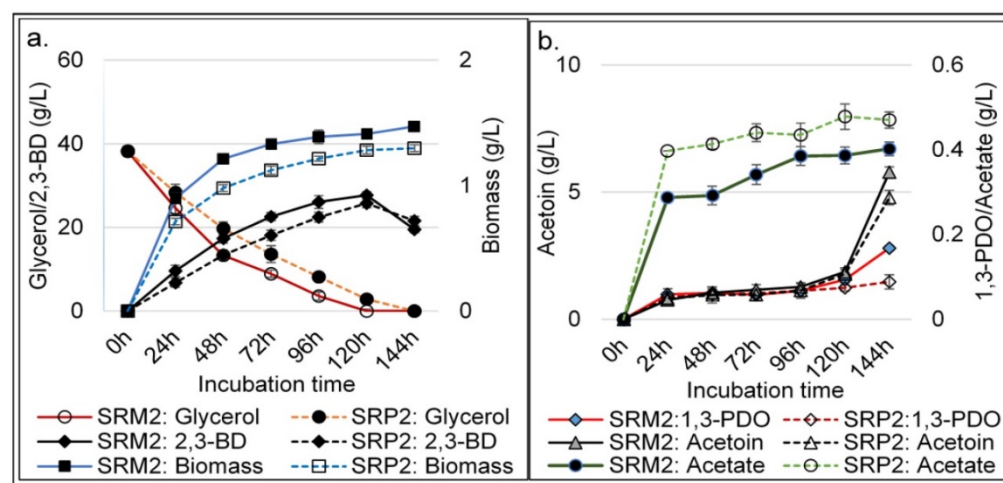 a.
60
40
20
0
Glycerol/2,3-BD (g/L)
2
1
0
Biomass (g/L)
0h 24h 48h 72h 96h 120h 144h
Incubation time
SRM2: Glycerol SRP2: Glycerol
SRM2: 2,3-BD SRP2: 2,3-BD
SRM2: Biomass SRP2: Biomass
b.
10
5
0
Acetoin (g/L)
0.6
0.4
0.2
0
1,3-PDO/Acetate (g/L)
0h 24h 48h 72h 96h 120h 144h
Incubation time
SRM2:1,3-PDO SRP2:1,3-PDO
SRM2: Acetoin SRP2: Acetoin
SRM2: Acetate SRP2: Acetate